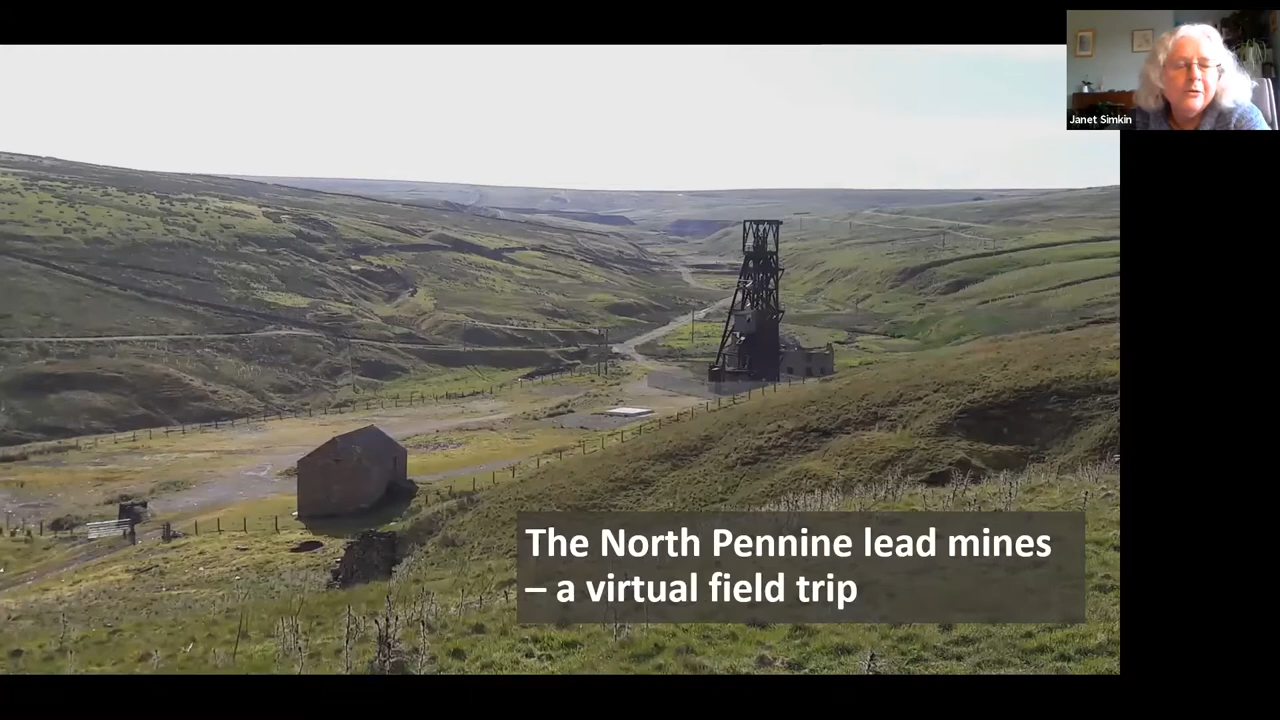 Janet Simkin
The North Pennine lead mines
– a virtual field trip